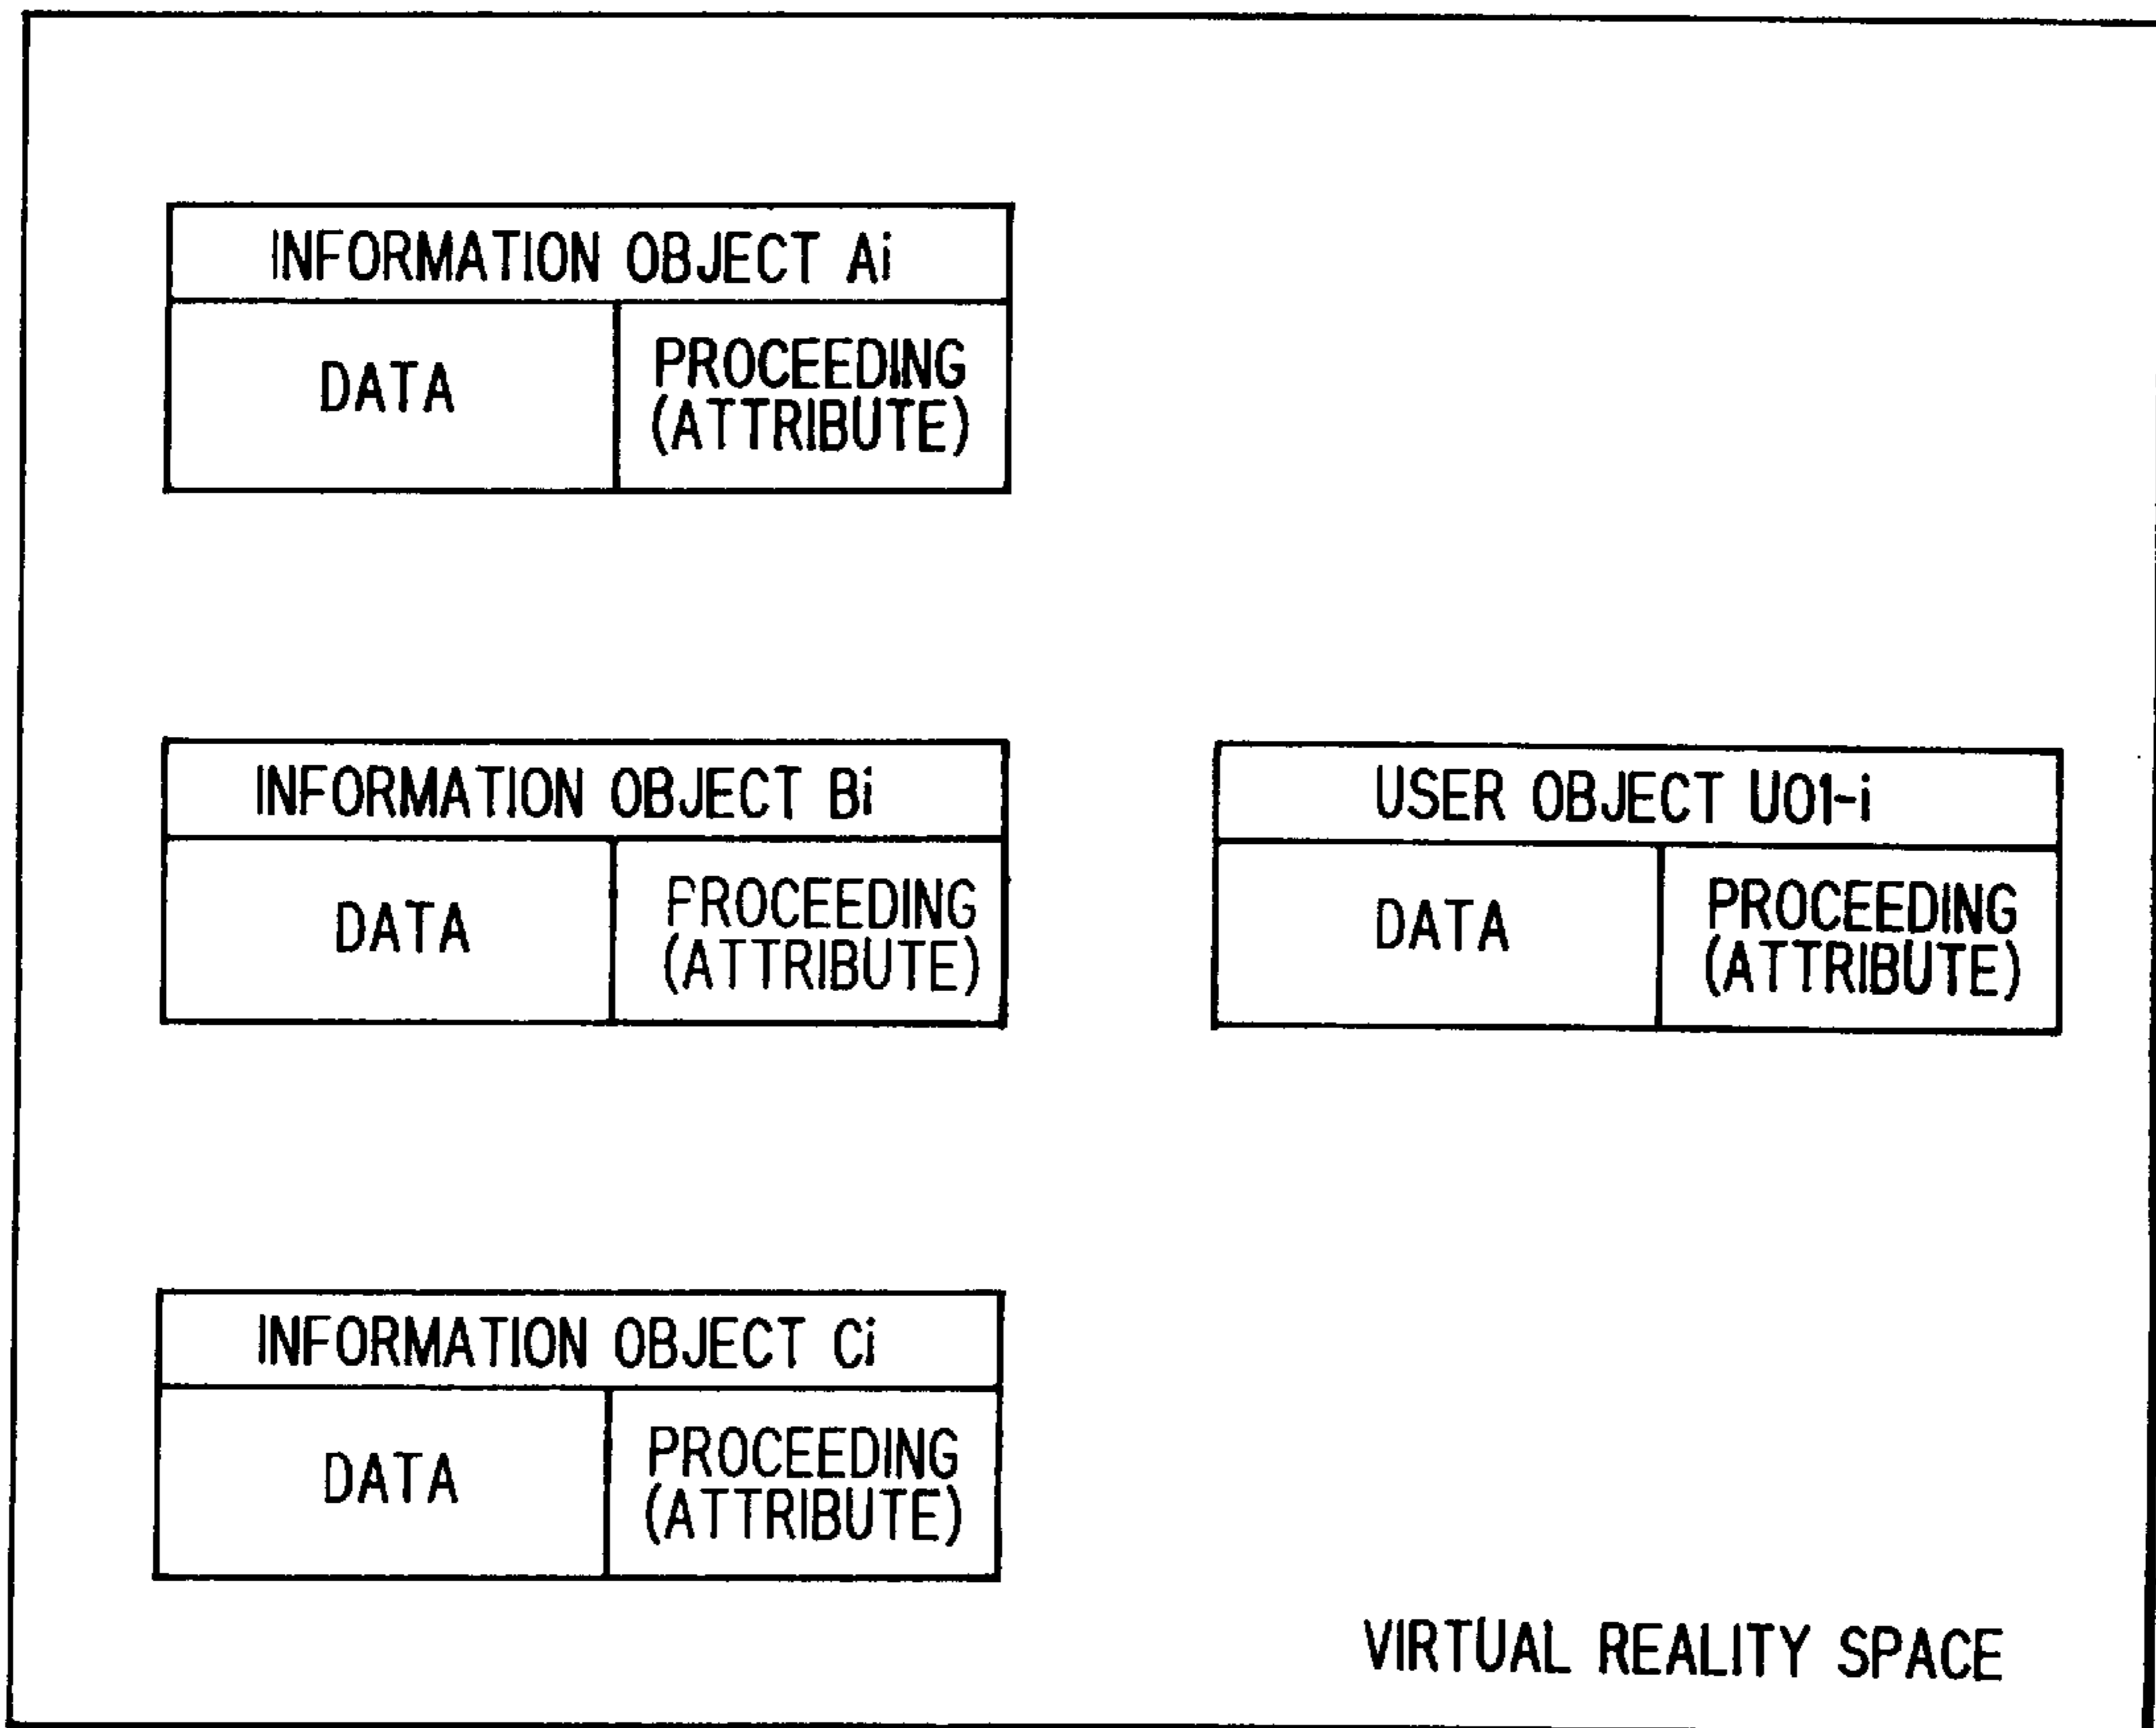 INFORMATION OBJECT Ai
DATA
PROCEEDING
(ATTRIBUTE)
INFORMATION OBJECT Bi
DATA
PROCEEDING
(ATTRIBUTE)
USER OBJECT U01-i
DATA
PROCEEDING
(ATTRIBUTE)
INFORMATION OBJECT Ci
DATA
PROCEEDING
(ATTRIBUTE)
VIRTUAL REALITY SPACE